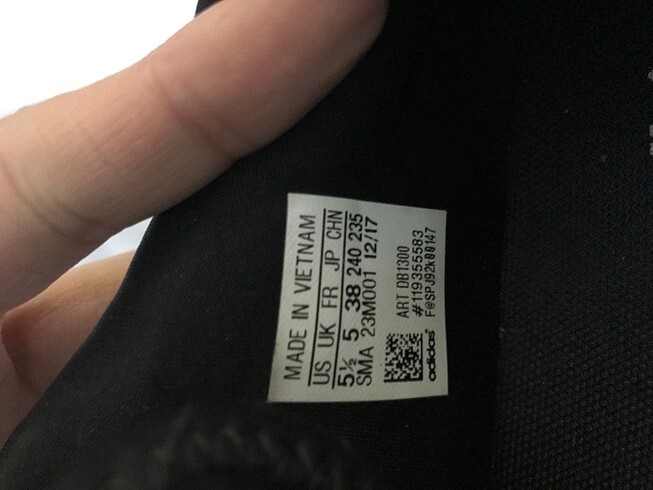 MADE IN VIETNAM
US UK FR JP CHN
5½ 5 38 240 235
SMA 23M001 12/17
ART DB1300
#119355583
F@SPJ92k00147
adidas